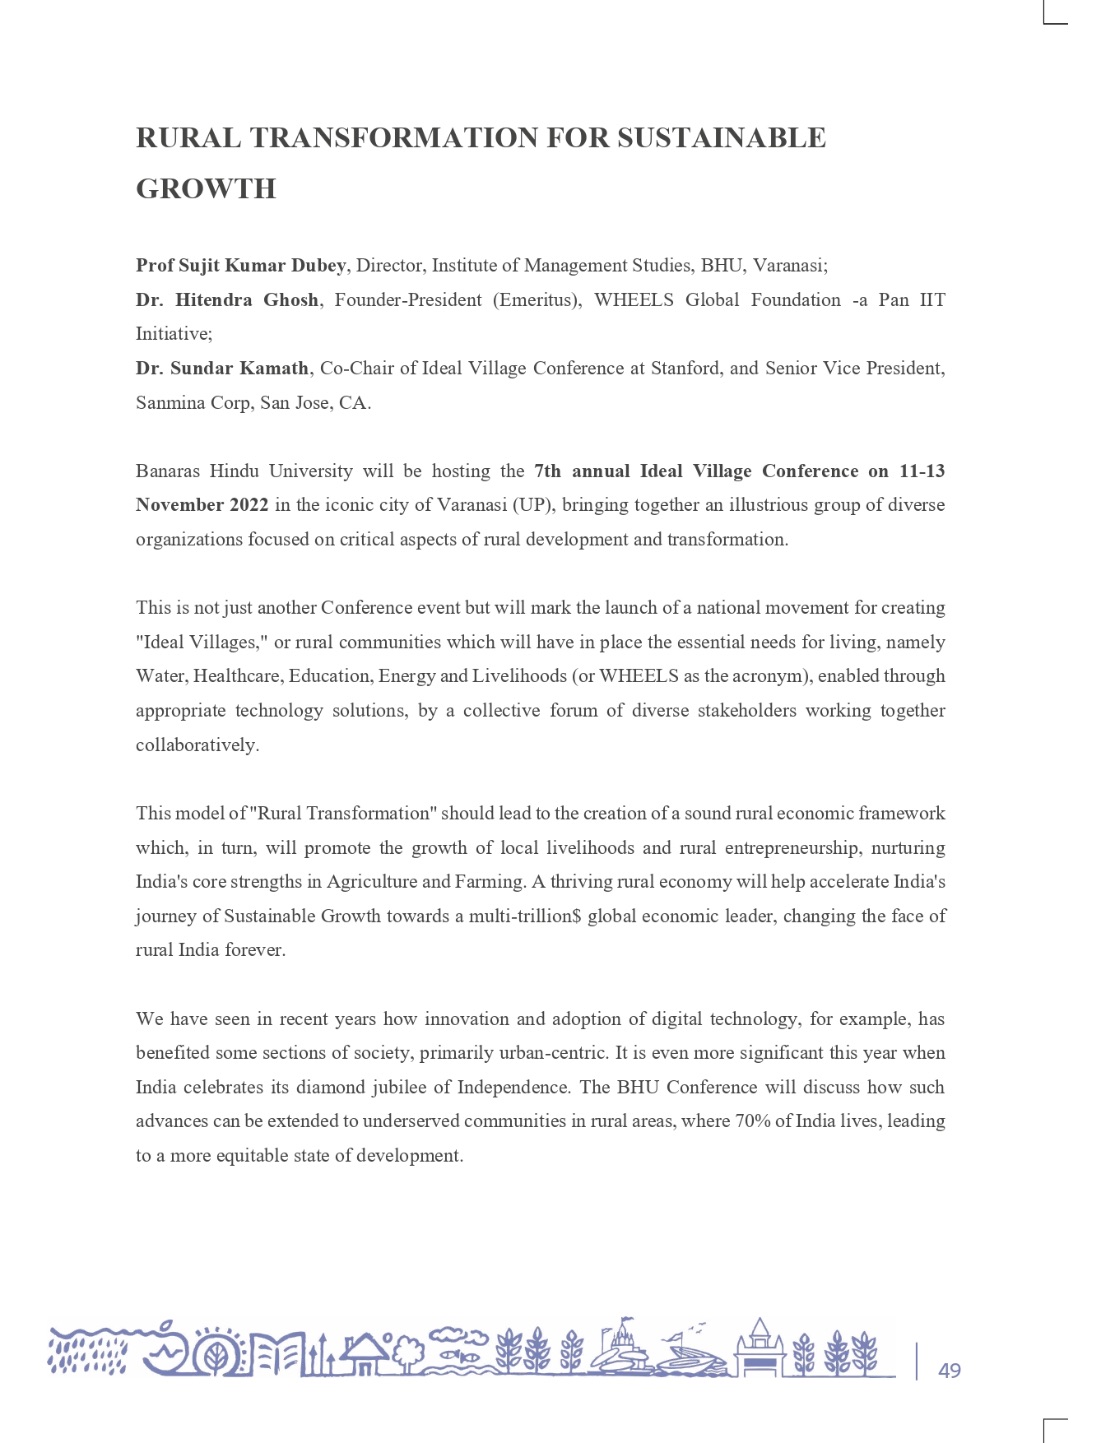 RURAL TRANSFORMATION FOR SUSTAINABLE
GROWTH
Prof Sujit Kumar Dubey, Director, Institute of Management Studies, BHU, Varanasi;
Dr. Hitendra Ghosh, Founder-President (Emeritus), WHEELS Global Foundation -a Pan IIT
Initiative;
Dr. Sundar Kamath, Co-Chair of Ideal Village Conference at Stanford, and Senior Vice President,
Sanmina Corp, San Jose, CA.
Banaras Hindu University will be hosting the 7th annual Ideal Village Conference on 11-13
November 2022 in the iconic city of Varanasi (UP), bringing together an illustrious group of diverse
organizations focused on critical aspects of rural development and transformation.
This is not just another Conference event but will mark the launch of a national movement for creating
"Ideal Villages," or rural communities which will have in place the essential needs for living, namely
Water, Healthcare, Education, Energy and Livelihoods (or WHEELS as the acronym), enabled through
appropriate technology solutions, by a collective forum of diverse stakeholders working together
collaboratively.
This model of "Rural Transformation" should lead to the creation of a sound rural economic framework
which, in turn, will promote the growth of local livelihoods and rural entrepreneurship, nurturing
India's core strengths in Agriculture and Farming. A thriving rural economy will help accelerate India's
journey of Sustainable Growth towards a multi-trillion$ global economic leader, changing the face of
rural India forever.
We have seen in recent years how innovation and adoption of digital technology, for example, has
benefited some sections of society, primarily urban-centric. It is even more significant this year when
India celebrates its diamond jubilee of Independence. The BHU Conference will discuss how such
advances can be extended to underserved communities in rural areas, where 70% of India lives, leading
to a more equitable state of development.
49